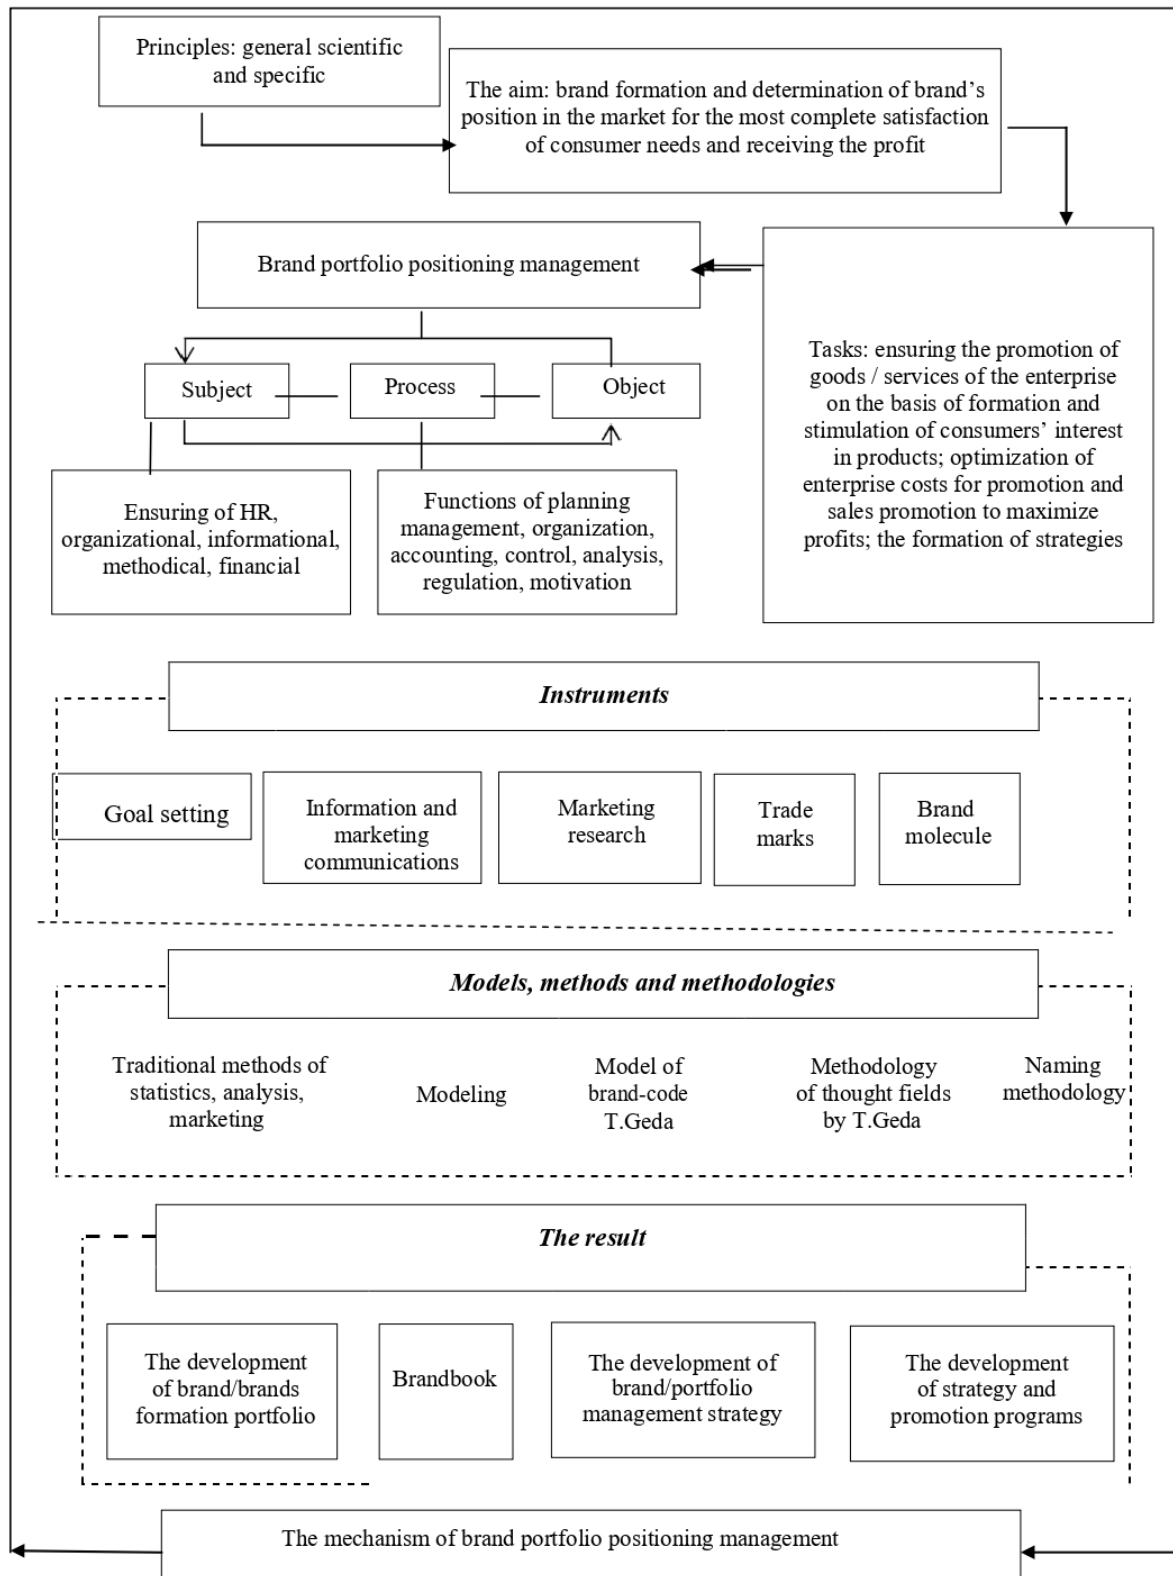 Principles: general scientific
and specific
The aim: brand formation and determination of brand’s
position in the market for the most complete satisfaction
of consumer needs and receiving the profit
Brand portfolio positioning management
Subject
Process
Object
Tasks: ensuring the promotion of
goods / services of the enterprise
on the basis of formation and
stimulation of consumers’ interest
in products; optimization of
enterprise costs for promotion and
sales promotion to maximize
profits; the formation of strategies
Ensuring of HR,
organizational, informational,
methodical, financial
Functions of planning
management, organization,
accounting, control, analysis,
regulation, motivation
Instruments
Goal setting
Information and
marketing
communications
Marketing
research
Trade
marks
Brand
molecule
Models, methods and methodologies
Traditional methods of
statistics, analysis,
marketing
Modeling
Model of
brand-code
T.Geda
Methodology
of thought fields
by T.Geda
Naming
methodology
The result
The development
of brand/brands
formation portfolio
Brandbook
The development of
brand/portfolio
management strategy
The development
of strategy and
promotion programs
The mechanism of brand portfolio positioning management